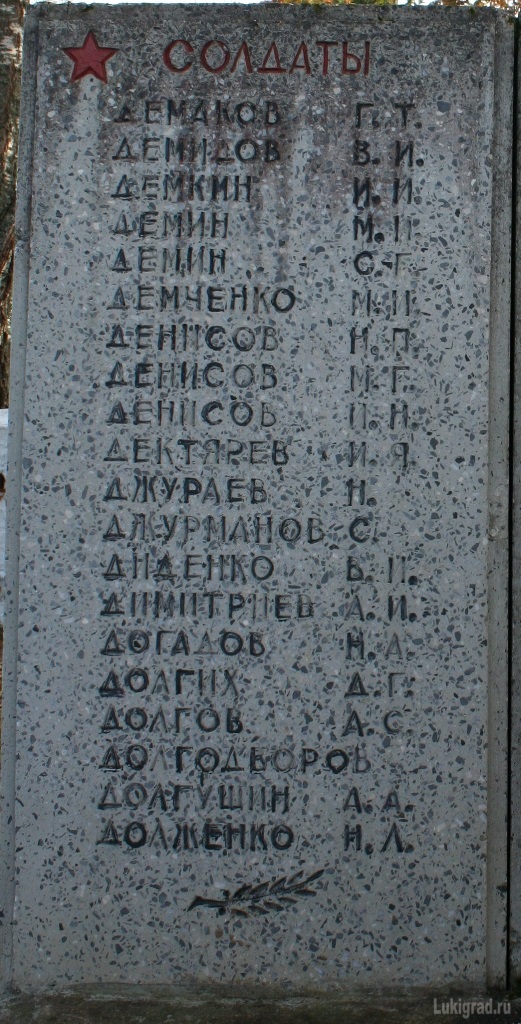 СОЛДАТЫ
ДЕМАКОВ Г. Т.
ДЕМИДОВ В. И.
ДЕМКИН И. И.
ДЕМИН М.
ДЕМИН С. Г.
ДЕМЧЕНКО М. И.
ДЕНИСОВ Н. П.
ДЕНИСОВ М. Г.
ДЕНИСОВ Н.
ДЕКТЯРЕВ И. Я
ДЖУРАЕВ Н.
ДЖУРМАНОВ С.
ДИДЕНКО В. И.
ДИМИТРИЕВ А. И.
ДОГАДОВ Н. А
ДОЛГИХ Д. Г.
ДОЛГОВ А. С
ДОЛГОДВОРОВ
ДОЛГУШИН А. А.
ДОЛЖЕНКО Н. Л.
Lukigrad.ru